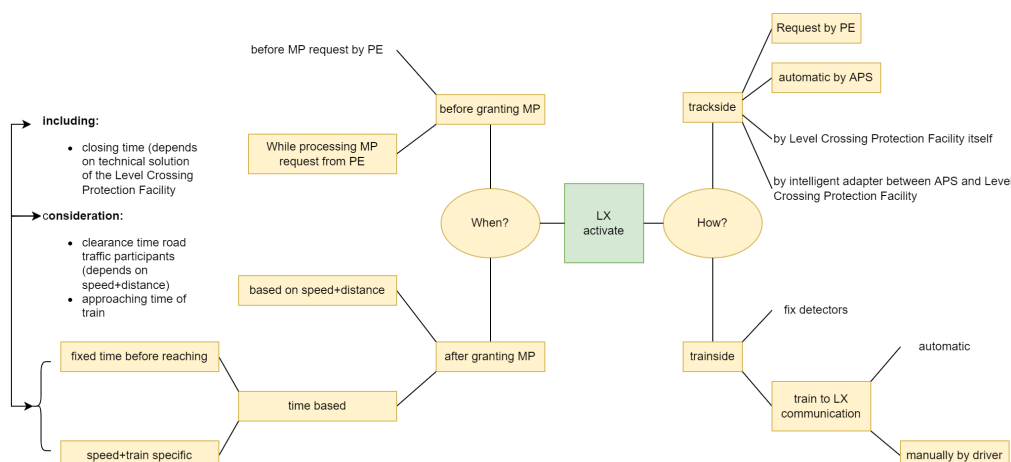 before MP request by PE
before granting MP
While processing MP
request from PE
including:
closing time (depends
on technical solution
of the Level Crossing
Protection Facility
consideration:
clearance time road
traffic participants
(depends on
speed+distance)
approaching time of
train
When?
LX
activate
How?
Request by PE
automatic by APS
trackside
by Level Crossing Protection Facility itself
by intelligent adapter between APS and Level
Crossing Protection Facility
based on speed+distance
after granting MP
fixed time before reaching
time based
speed+train specific
fix detectors
trainside
automatic
train to LX
communication
manually by driver